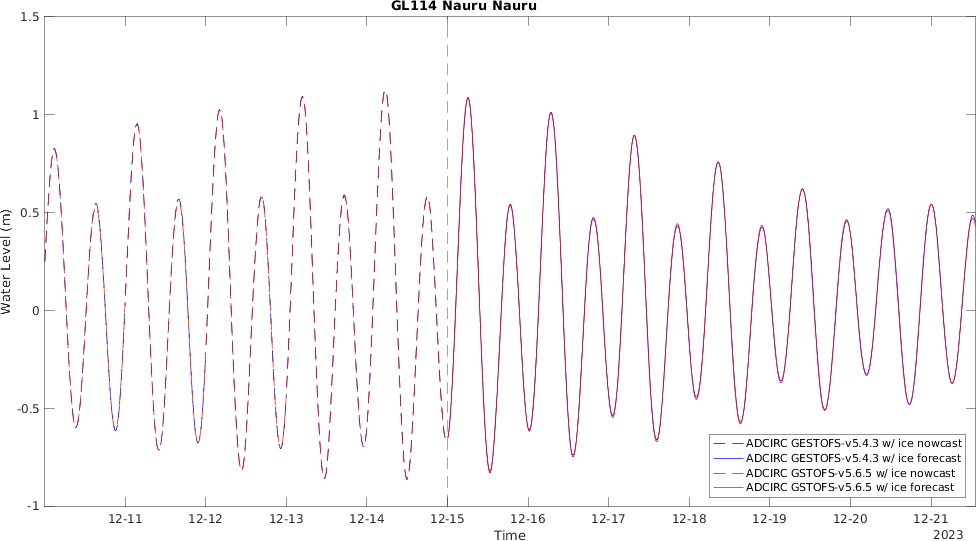 GL114 Nauru Nauru
1.5
1
0.5
0
-0.5
-1
Water Level (m)
12-11
12-12
12-13
12-14
12-15
12-16
12-17
12-18
12-19
12-20
12-21
Time
2023
ADCIRC GESTOFS-v5.4.3 w/ ice nowcast
ADCIRC GSTOFS-v5.4.3 w/ ice forecast
ADCIRC GSTOFS-v5.6.5 w/ ice nowcast
ADCIRC GSTOFS-v5.6.5 w/ ice forecast